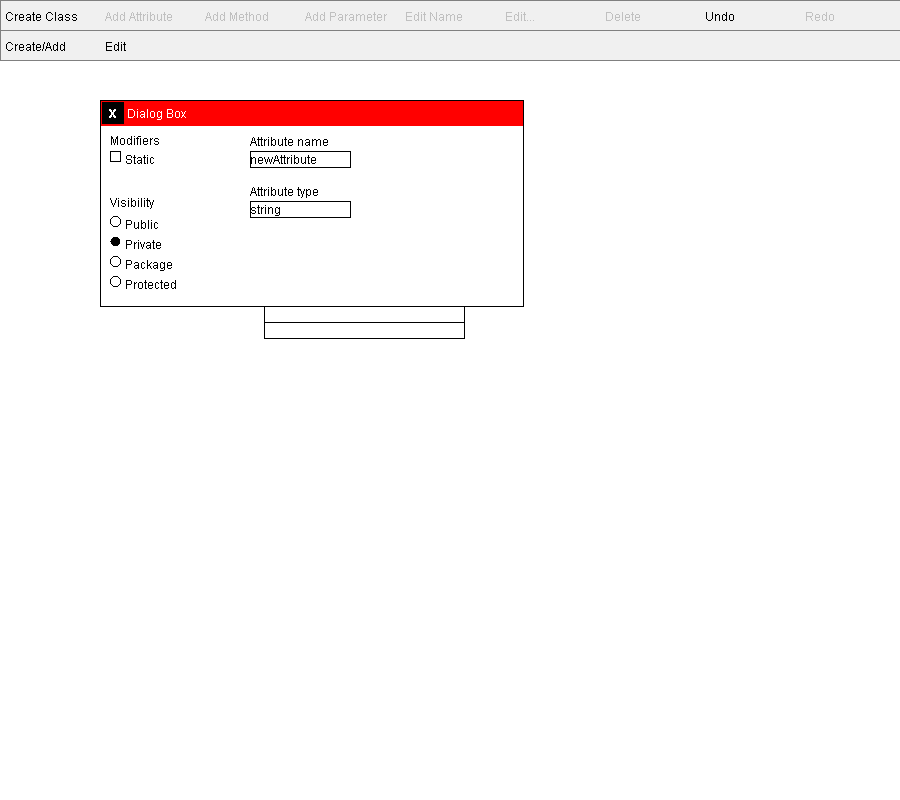 Create Class Add Attribute Add Method Add Parameter Edit Name Edit... Delete Undo Redo
Create/Add Edit
X Dialog Box
Modifiers
Static
Visibility
Public
Private
Package
Protected
Attribute name
newAttribute
Attribute type
string